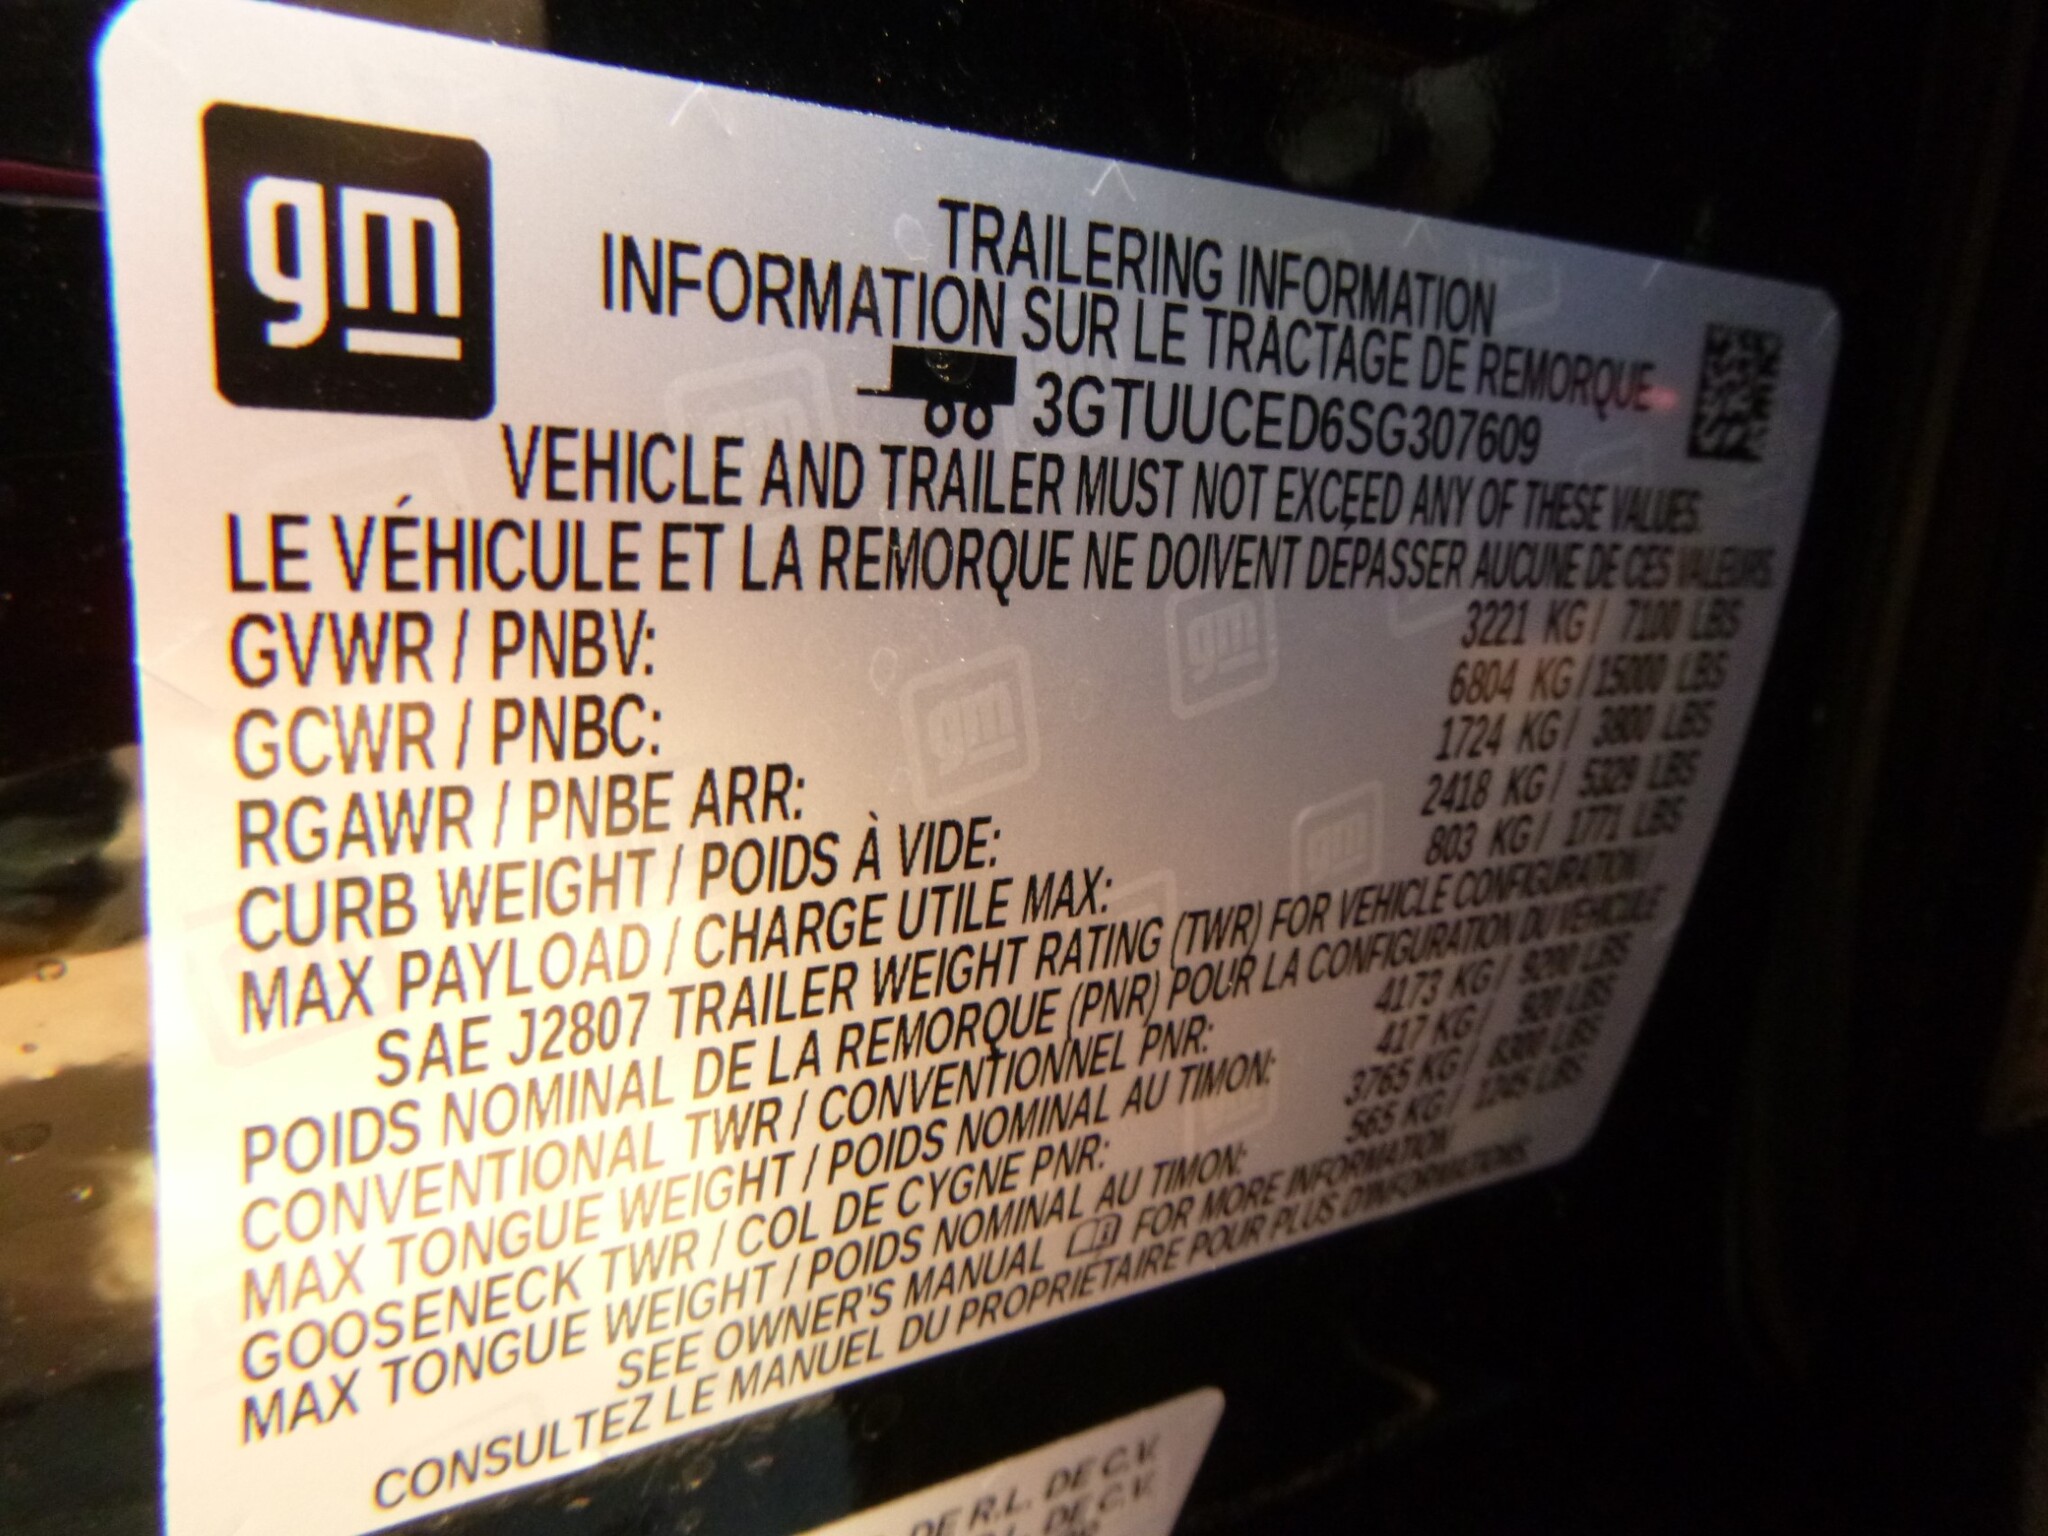 gm
TRAILERING INFORMATION
INFORMATION SUR LE TRACTAGE DE REMORQUE
3GTUUCED6SG307609
VEHICLE AND TRAILER MUST NOT EXCEED ANY OF THESE VALUES.
LE VÉHICULE ET LA REMORQUE NE DOIVENT DÉPASSER AUCUNE DE CES VALEURS.
GVWR / PNBV: 3221 KG / 7100 LBS
GCWR / PNBC: 6804 KG / 15000 LBS
RGAWR / PNBE ARR: 1724 KG / 3800 LBS
CURB WEIGHT / POIDS À VIDE: 2418 KG / 5329 LBS
MAX PAYLOAD / CHARGE UTILE MAX: 803 KG / 1771 LBS
SAE J2807 TRAILER WEIGHT RATING (TWR) FOR VEHICLE CONFIGURATION /
POIDS NOMINAL DE LA REMORQUE (PNR) POUR LA CONFIGURATION DU VÉHICULE
CONVENTIONAL TWR / CONVENTIONNEL PNR: 4173 KG / 9200 LBS
MAX TONGUE WEIGHT / POIDS NOMINAL AU TIMON: 417 KG / 920 LBS
GOOSENECK TWR / COL DE CYGNE PNR: 3765 KG / 8300 LBS
MAX TONGUE WEIGHT / POIDS NOMINAL AU TIMON: 565 KG / 1245 LBS
SEE OWNER'S MANUAL FOR MORE INFORMATION.
CONSULTEZ LE MANUEL DU PROPRIÉTAIRE POUR PLUS D'INFORMATIONS.
DE R.L. DE C.V.
DE C.V.